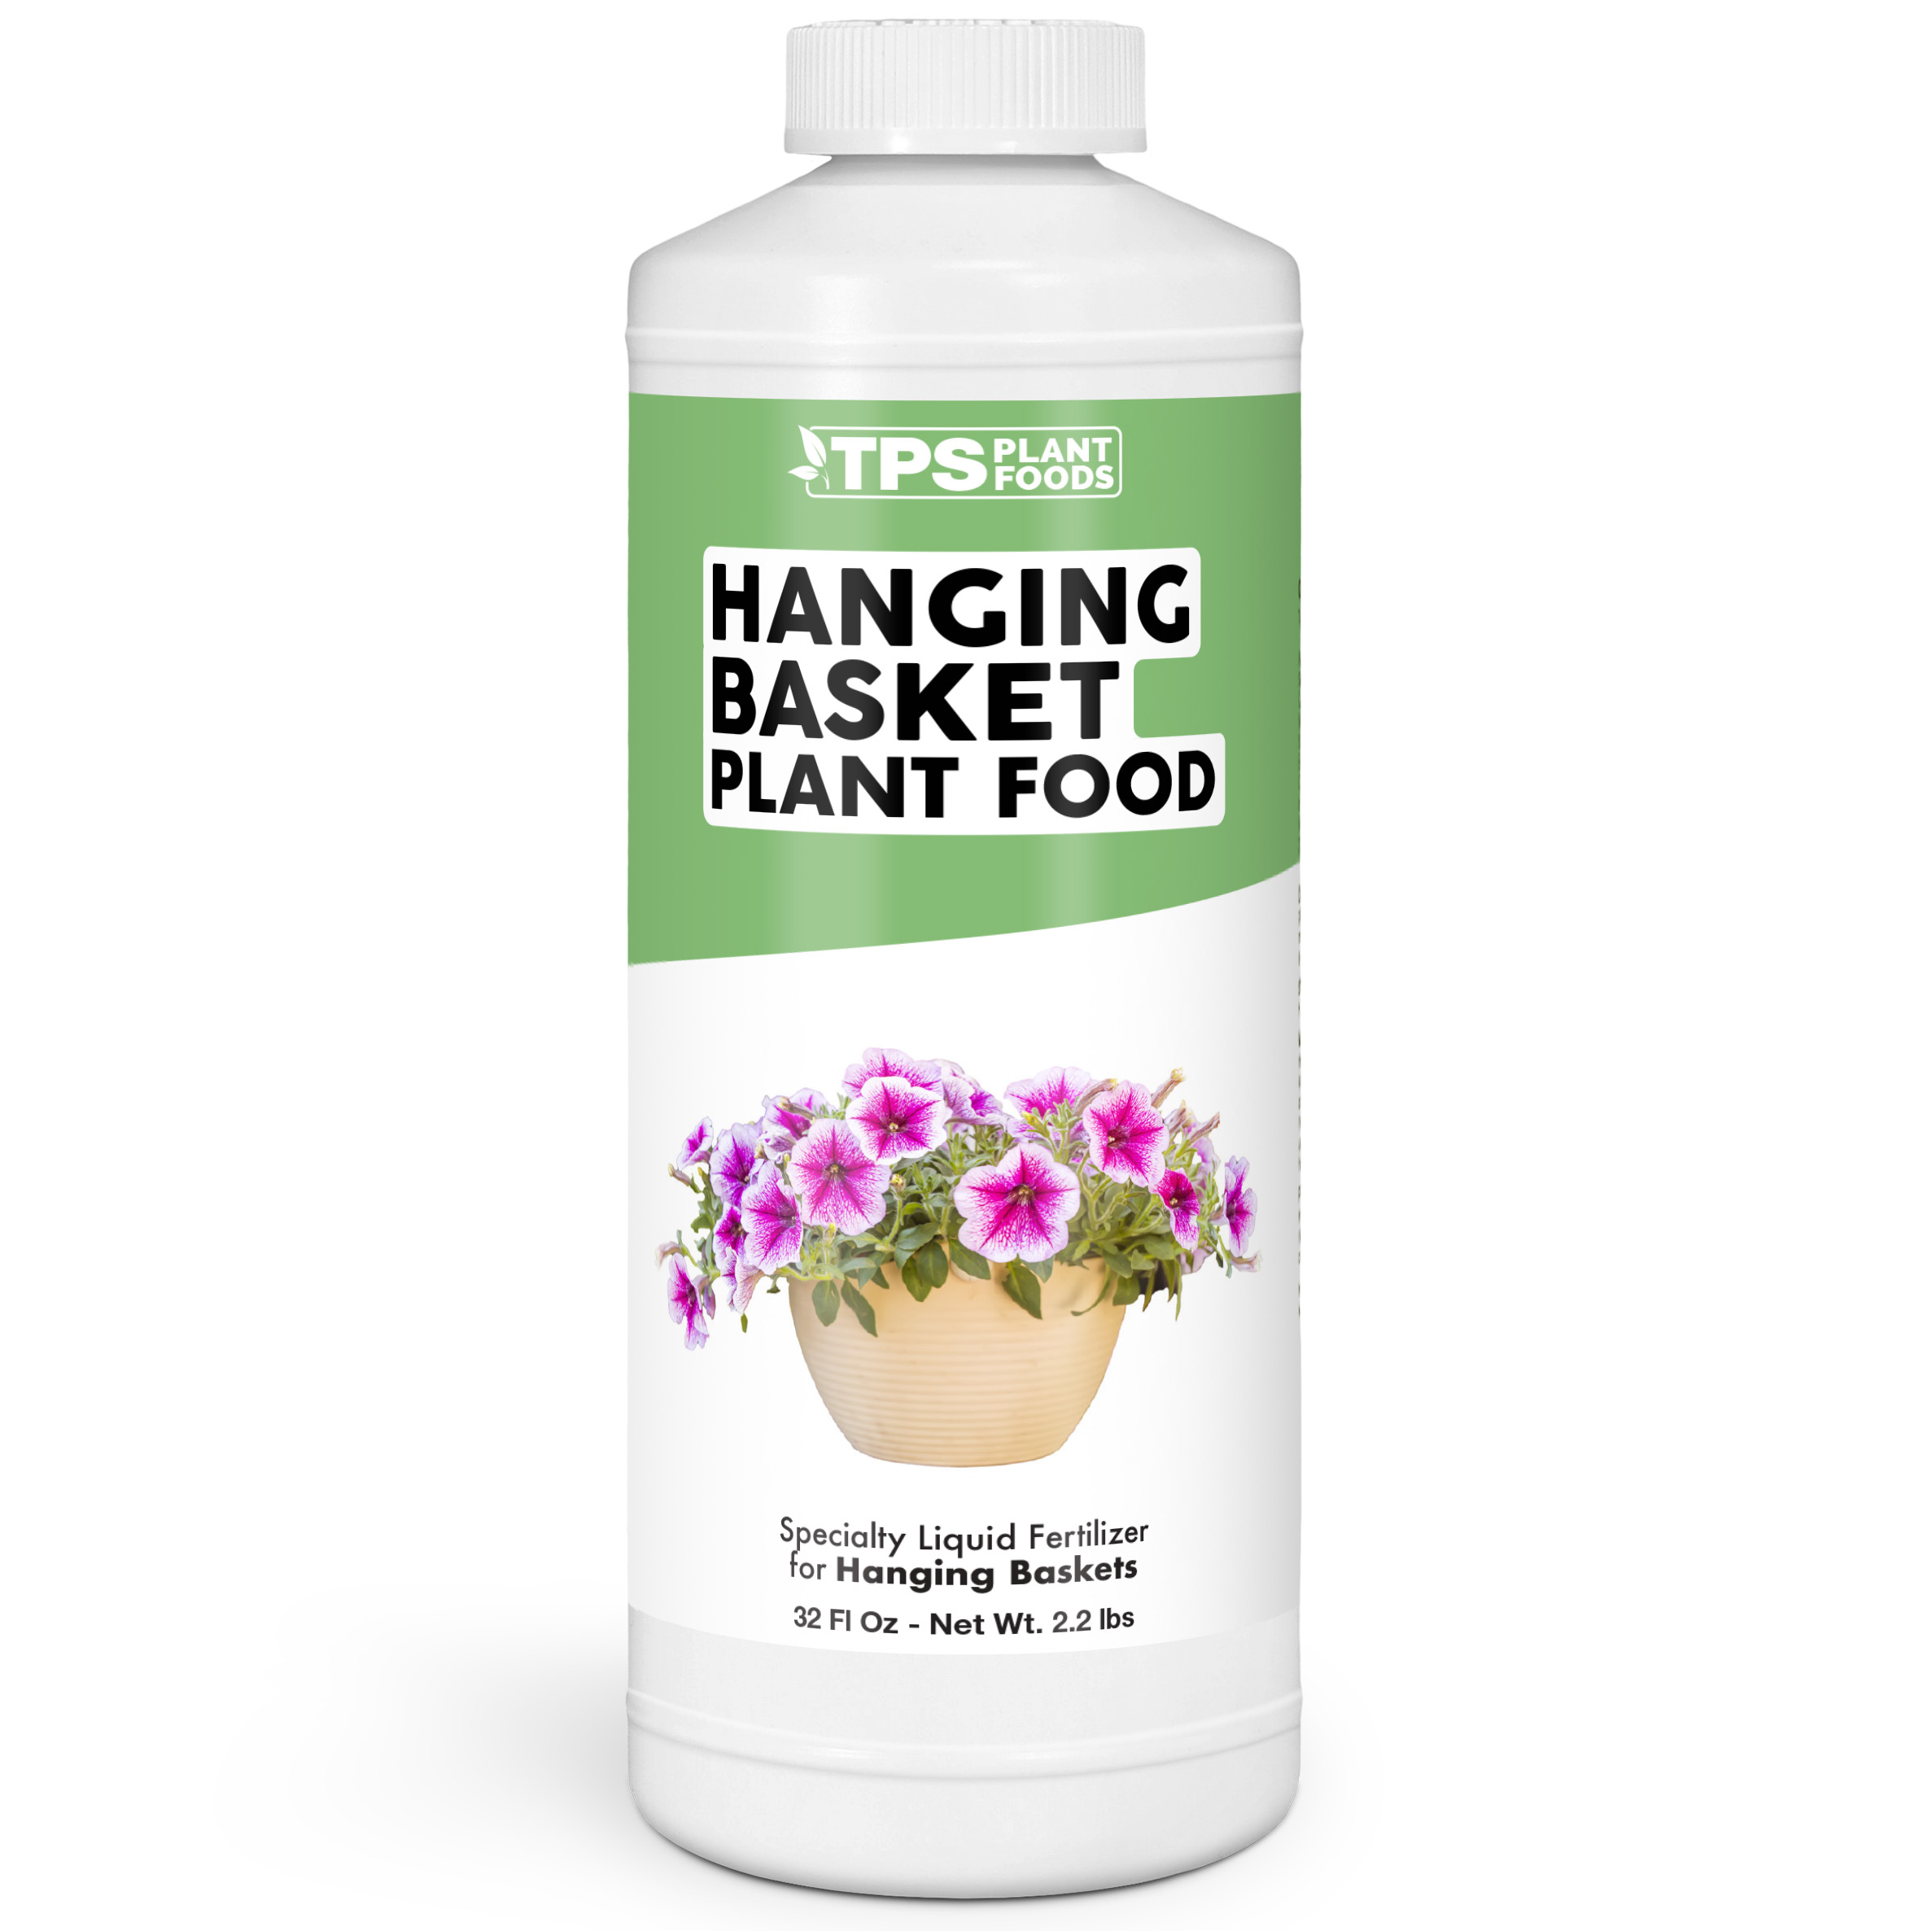 TPS PLANT
FOODS
HANGING
BASKET
PLANT FOOD
Specialty Liquid Fertilizer
for Hanging Baskets
32 Fl Oz - Net Wt. 2.2 lbs